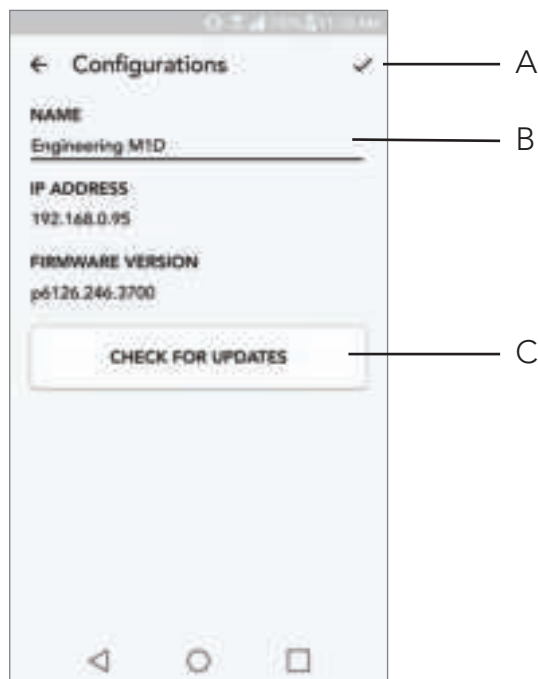 Configurations
A
NAME
Engineering M1D
B
IP ADDRESS
192.168.0.95
FIRMWARE VERSION
p6126.246.3700
CHECK FOR UPDATES
C